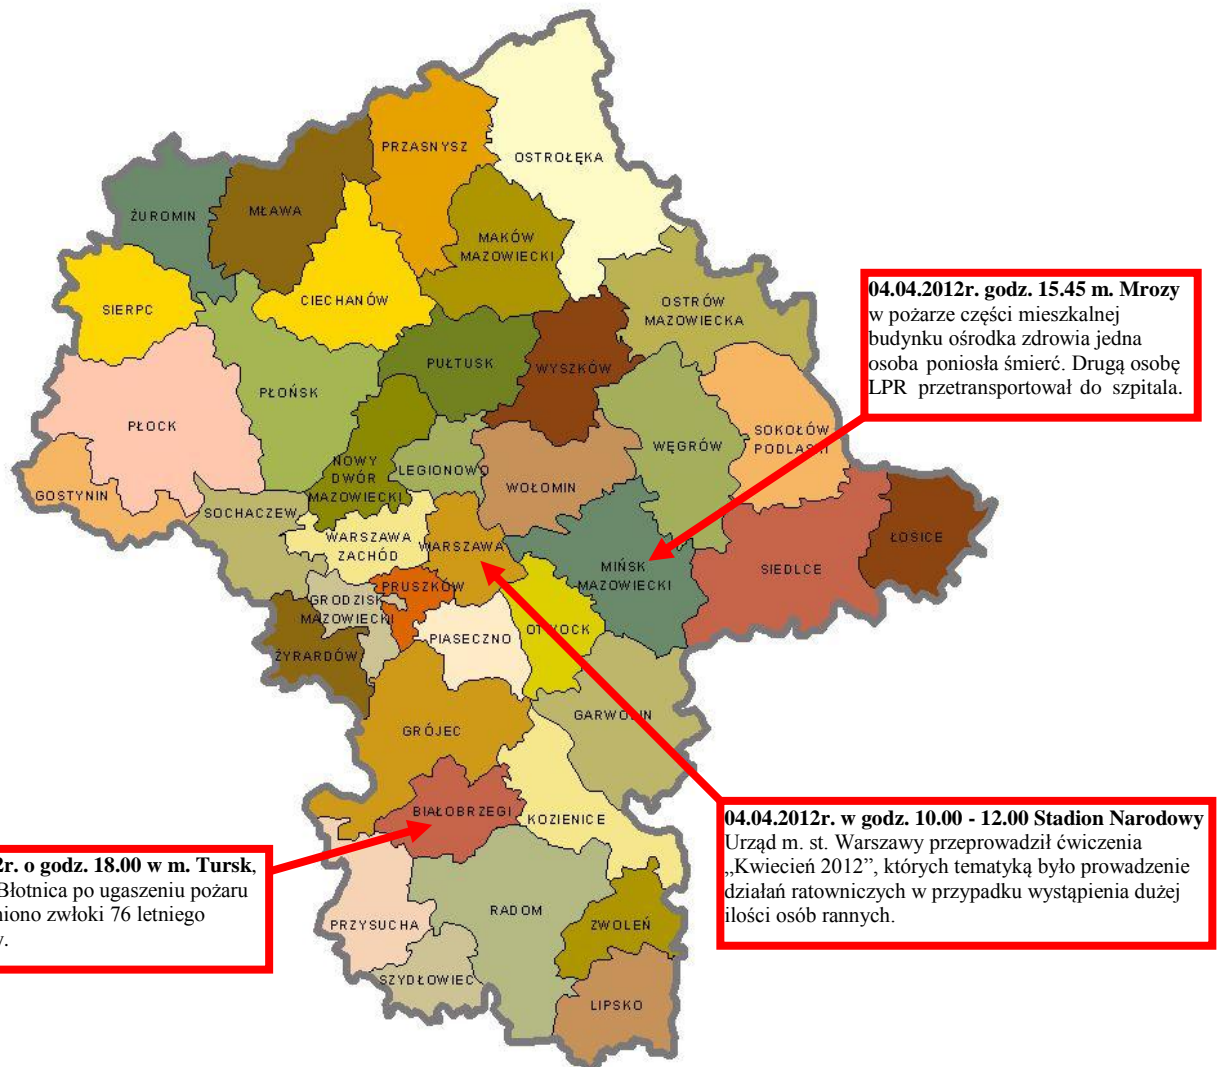 PRZASNYSZ
OSTROŁĘKA
ŻUROMIN
MŁAWA
MAKÓW
MAZOWIECKI
SIERPC
CIECHANÓW
OSTRÓW
MAZOWIECKA
PUŁTUSK
WYSZKÓW
PŁOŃSK
PŁOCK
WĘGRÓW
SOKOŁÓW
PODLASKI
NOWY
DWÓR
MAZOWIECKI
LEGIONOWO
WOŁOMIN
GOSTYNIN
SOCHACZEW
WARSZAWA
ZACHÓD
WARSZAWA
MIŃSK
MAZOWIECKI
SIEDLCE
ŁOSICE
PRUSZKÓW
GRODZISK
MAZOWIECKI
PIASECZNO
OTWOCK
ŻYRARDÓW
GARWOLIN
GRÓJEC
BIAŁOBRZEGI
KOZIENICE
RADOM
PRZYSUCHA
ZWOLEŃ
SZYDŁOWIEC
LIPSKO
04.04.2012r. godz. 15.45 m. Mrozy
w pożarze części mieszkalnej
budynku ośrodka zdrowia jedna
osoba poniosła śmierć. Drugą osobę
LPR przetransportował do szpitala.
04.04.2012r. w godz. 10.00 - 12.00 Stadion Narodowy
Urząd m. st. Warszawy przeprowadził ćwiczenia
„Kwiecień 2012”, których tematyką było prowadzenie
działań ratowniczych w przypadku wystąpienia dużej
ilości osób rannych.
2r. o godz. 18.00 w m. Tursk,
Błotnica po ugaszeniu pożaru
niono zwłoki 76 letniego
y.